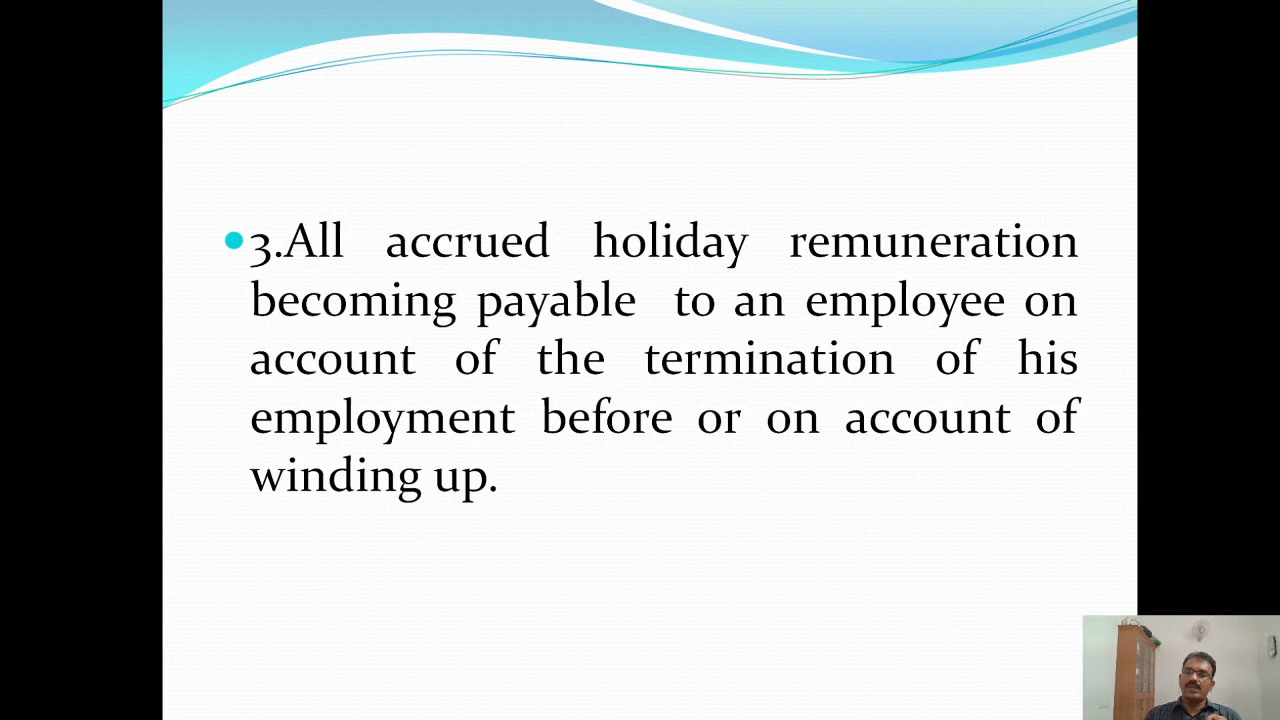 3.All accrued holiday remuneration
becoming payable to an employee on
account of the termination of his
employment before or on account of
winding up.